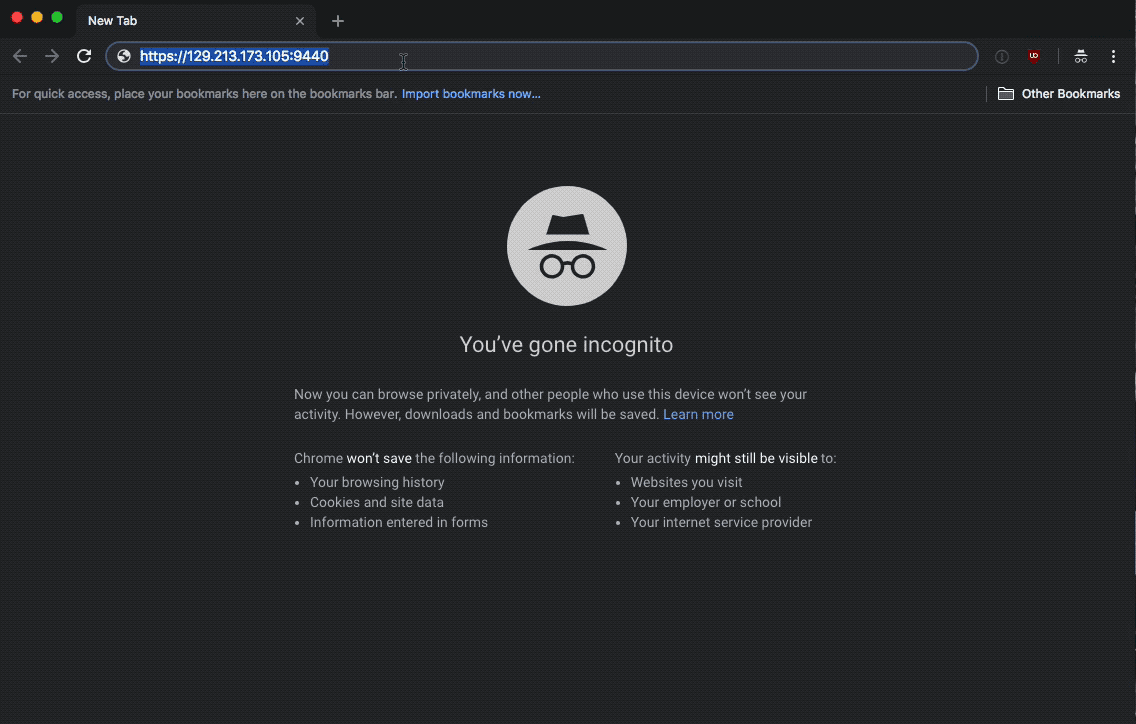 New Tab
https://129.213.173.105:9440
For quick access, place your bookmarks here on the bookmarks bar. Import bookmarks now...
Other Bookmarks
You've gone incognito
Now you can browse privately, and other people who use this device won't see your
activity. However, downloads and bookmarks will be saved. Learn more
Chrome won't save the following information:
• Your browsing history
• Cookies and site data
• Information entered in forms
Your activity might still be visible to:
• Websites you visit
• Your employer or school
• Your internet service provider